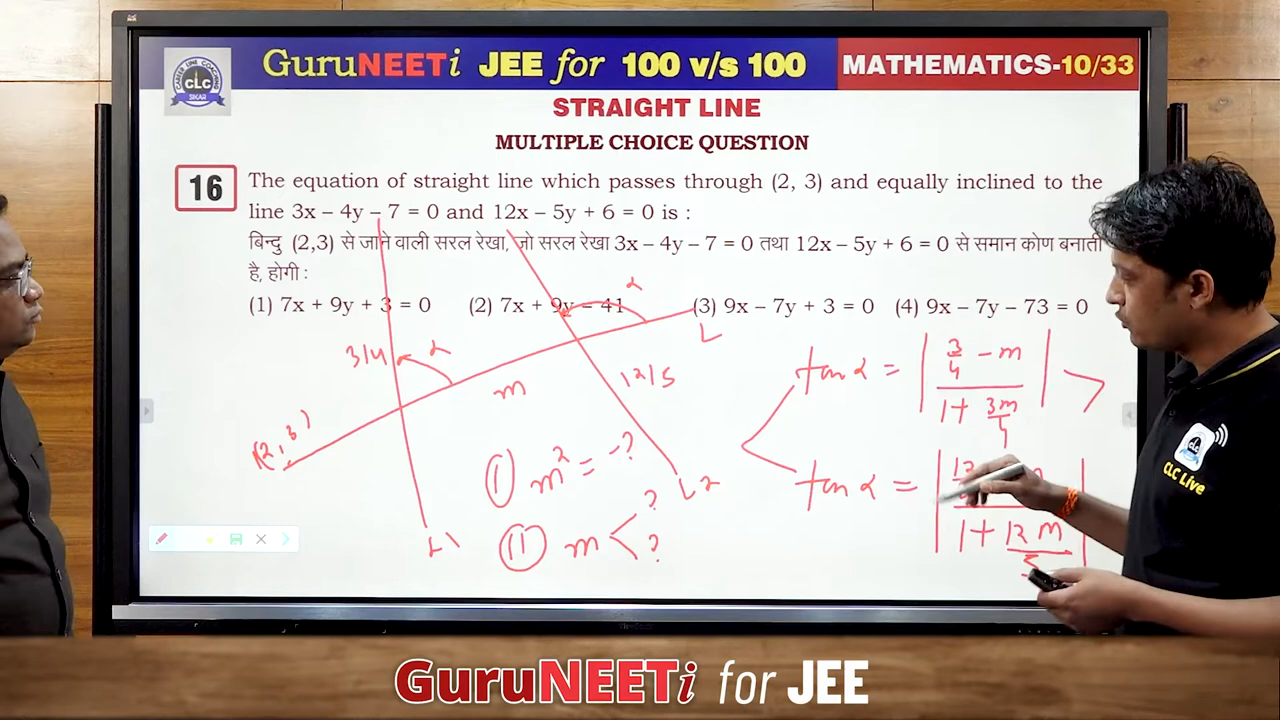 GuruNEETi JEE for 100 v/s 100
MATHEMATICS-10/33
CLC
SIKAR
STRAIGHT LINE
MULTIPLE CHOICE QUESTION
16
The equation of straight line which passes through (2, 3) and equally inclined to the
line 3x – 4y – 7 = 0 and 12x – 5y + 6 = 0 is :
बिन्दु (2,3) से जाने वाली सरल रेखा, जो सरल रेखा 3x – 4y – 7 = 0 तथा 12x – 5y + 6 = 0 से समान कोण बनाती
है, होगी :
(1) 7x + 9y + 3 = 0 (2) 7x + 9y – 41 (3) 9x – 7y + 3 = 0 (4) 9x – 7y – 73 = 0
α
L
3/4 α
m
12/5
(2,3)
L1
L2
I m² = -?
II m < ? ?
tan α = | 3/4 - m / 1 + 3m/4 |
tan α = | / 1 + 12m/5 |
CLC Live
GuruNEETi for JEE